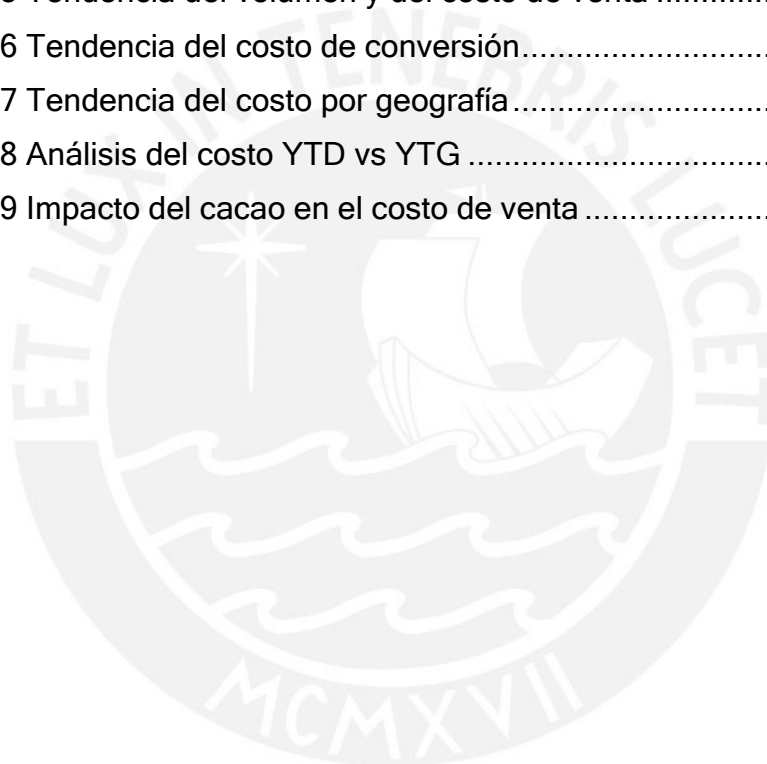 5 Tendencia del volumen y del costo de venta ..............
6 Tendencia del costo de conversión..............................
7 Tendencia del costo por geografía...............................
8 Análisis del costo YTD vs YTG ....................................
9 Impacto del cacao en el costo de venta ......................
ET LUX IN TENEBRIS LUCET
MCMXVII